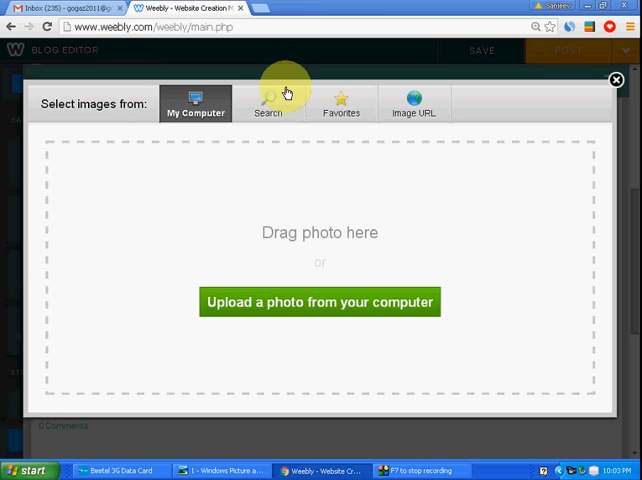 Inbox (235) - gogaz2011@g
Weebly - Website Creation M
Sanjeev
www.weebly.com/weebly/main.php
BLOG EDITOR
SAVE
POST
Select images from:
My Computer
Search
Favorites
Image URL
Drag photo here
or
Upload a photo from your computer
0 Comments
start
Beetel 3G Data Card
1 - Windows Picture a...
Weebly - Website Cr...
F7 to stop recording
10:03 PM